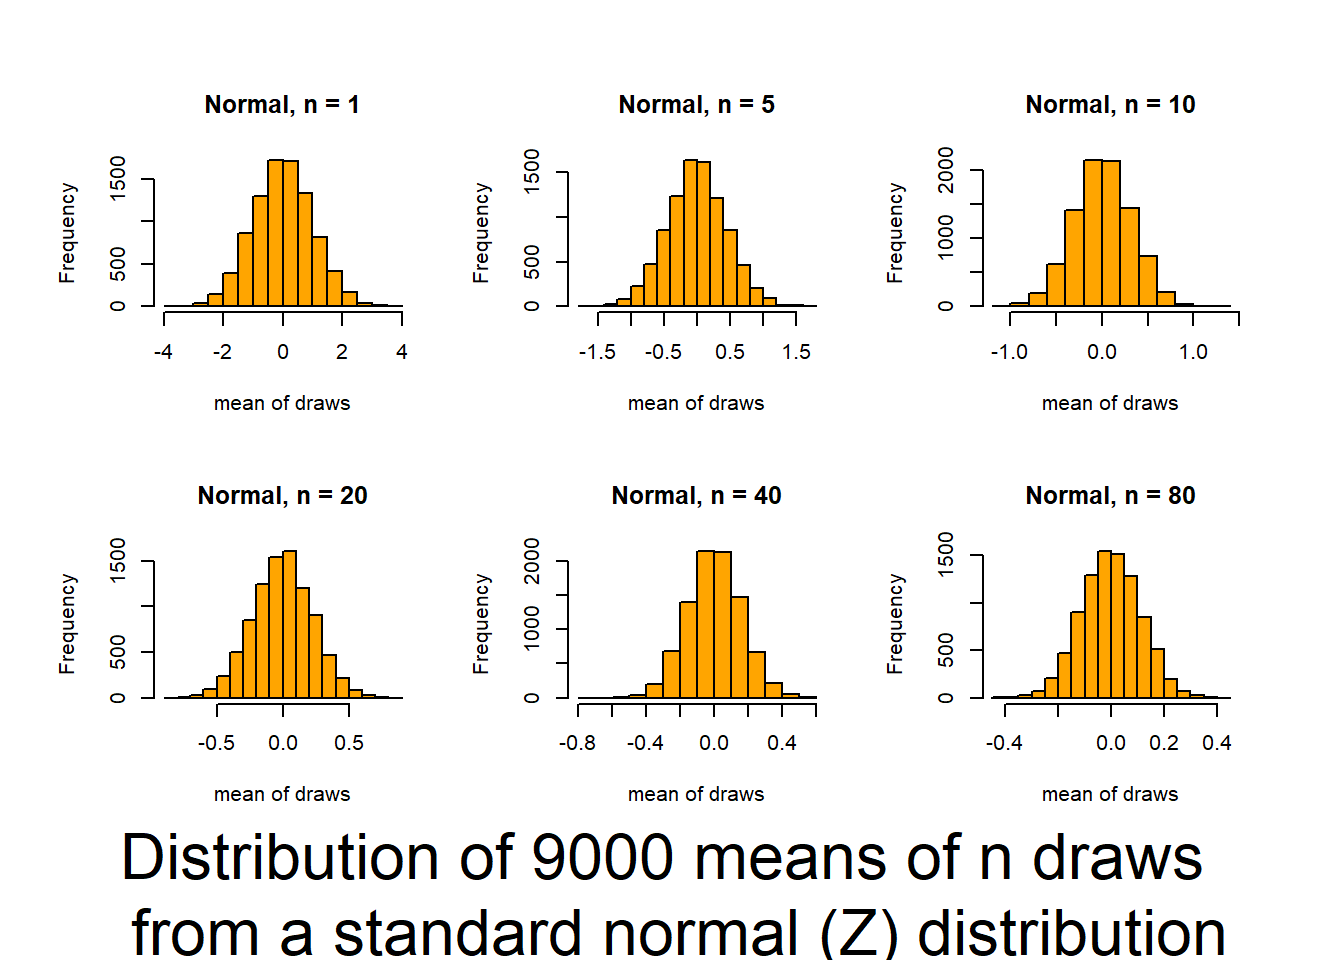 Normal, n = 1
Frequency
0 500 1500
-4 -2 0 2 4
mean of draws
Normal, n = 5
Frequency
0 500 1500
-1.5 -0.5 0.5 1.5
mean of draws
Normal, n = 10
Frequency
0 1000 2000
-1.0 0.0 1.0
mean of draws
Normal, n = 20
Frequency
0 500 1500
-0.5 0.0 0.5
mean of draws
Normal, n = 40
Frequency
0 1000 2000
-0.8 -0.4 0.0 0.4
mean of draws
Normal, n = 80
Frequency
0 500 1500
-0.4 0.0 0.2 0.4
mean of draws
Distribution of 9000 means of n draws
from a standard normal (Z) distribution